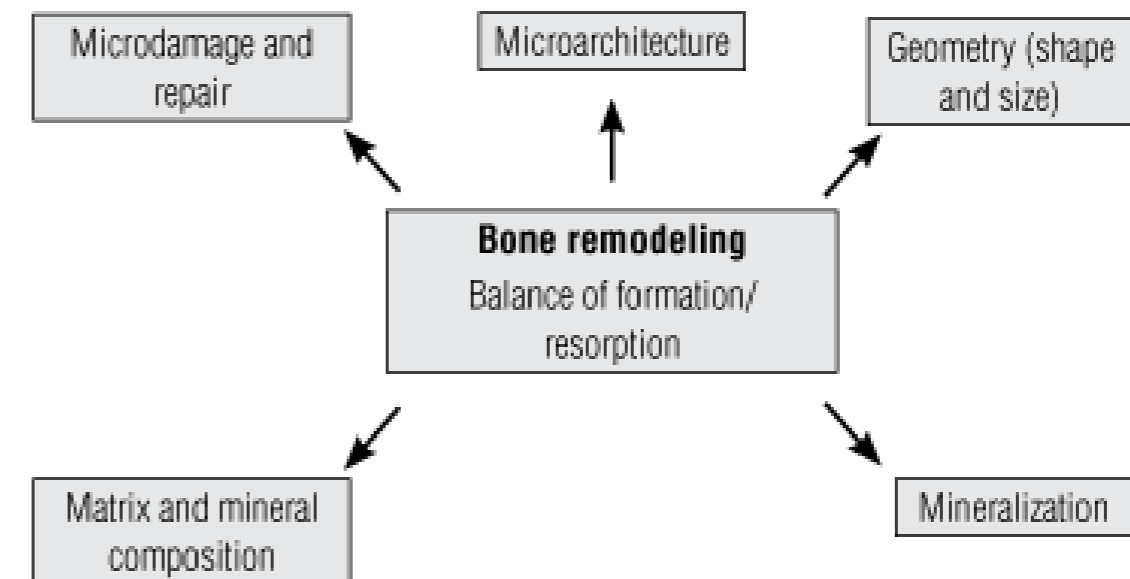 Microdamage and
repair
Microarchitecture
Geometry (shape
and size)
Bone remodeling
Balance of formation/
resorption
Matrix and mineral
composition
Mineralization